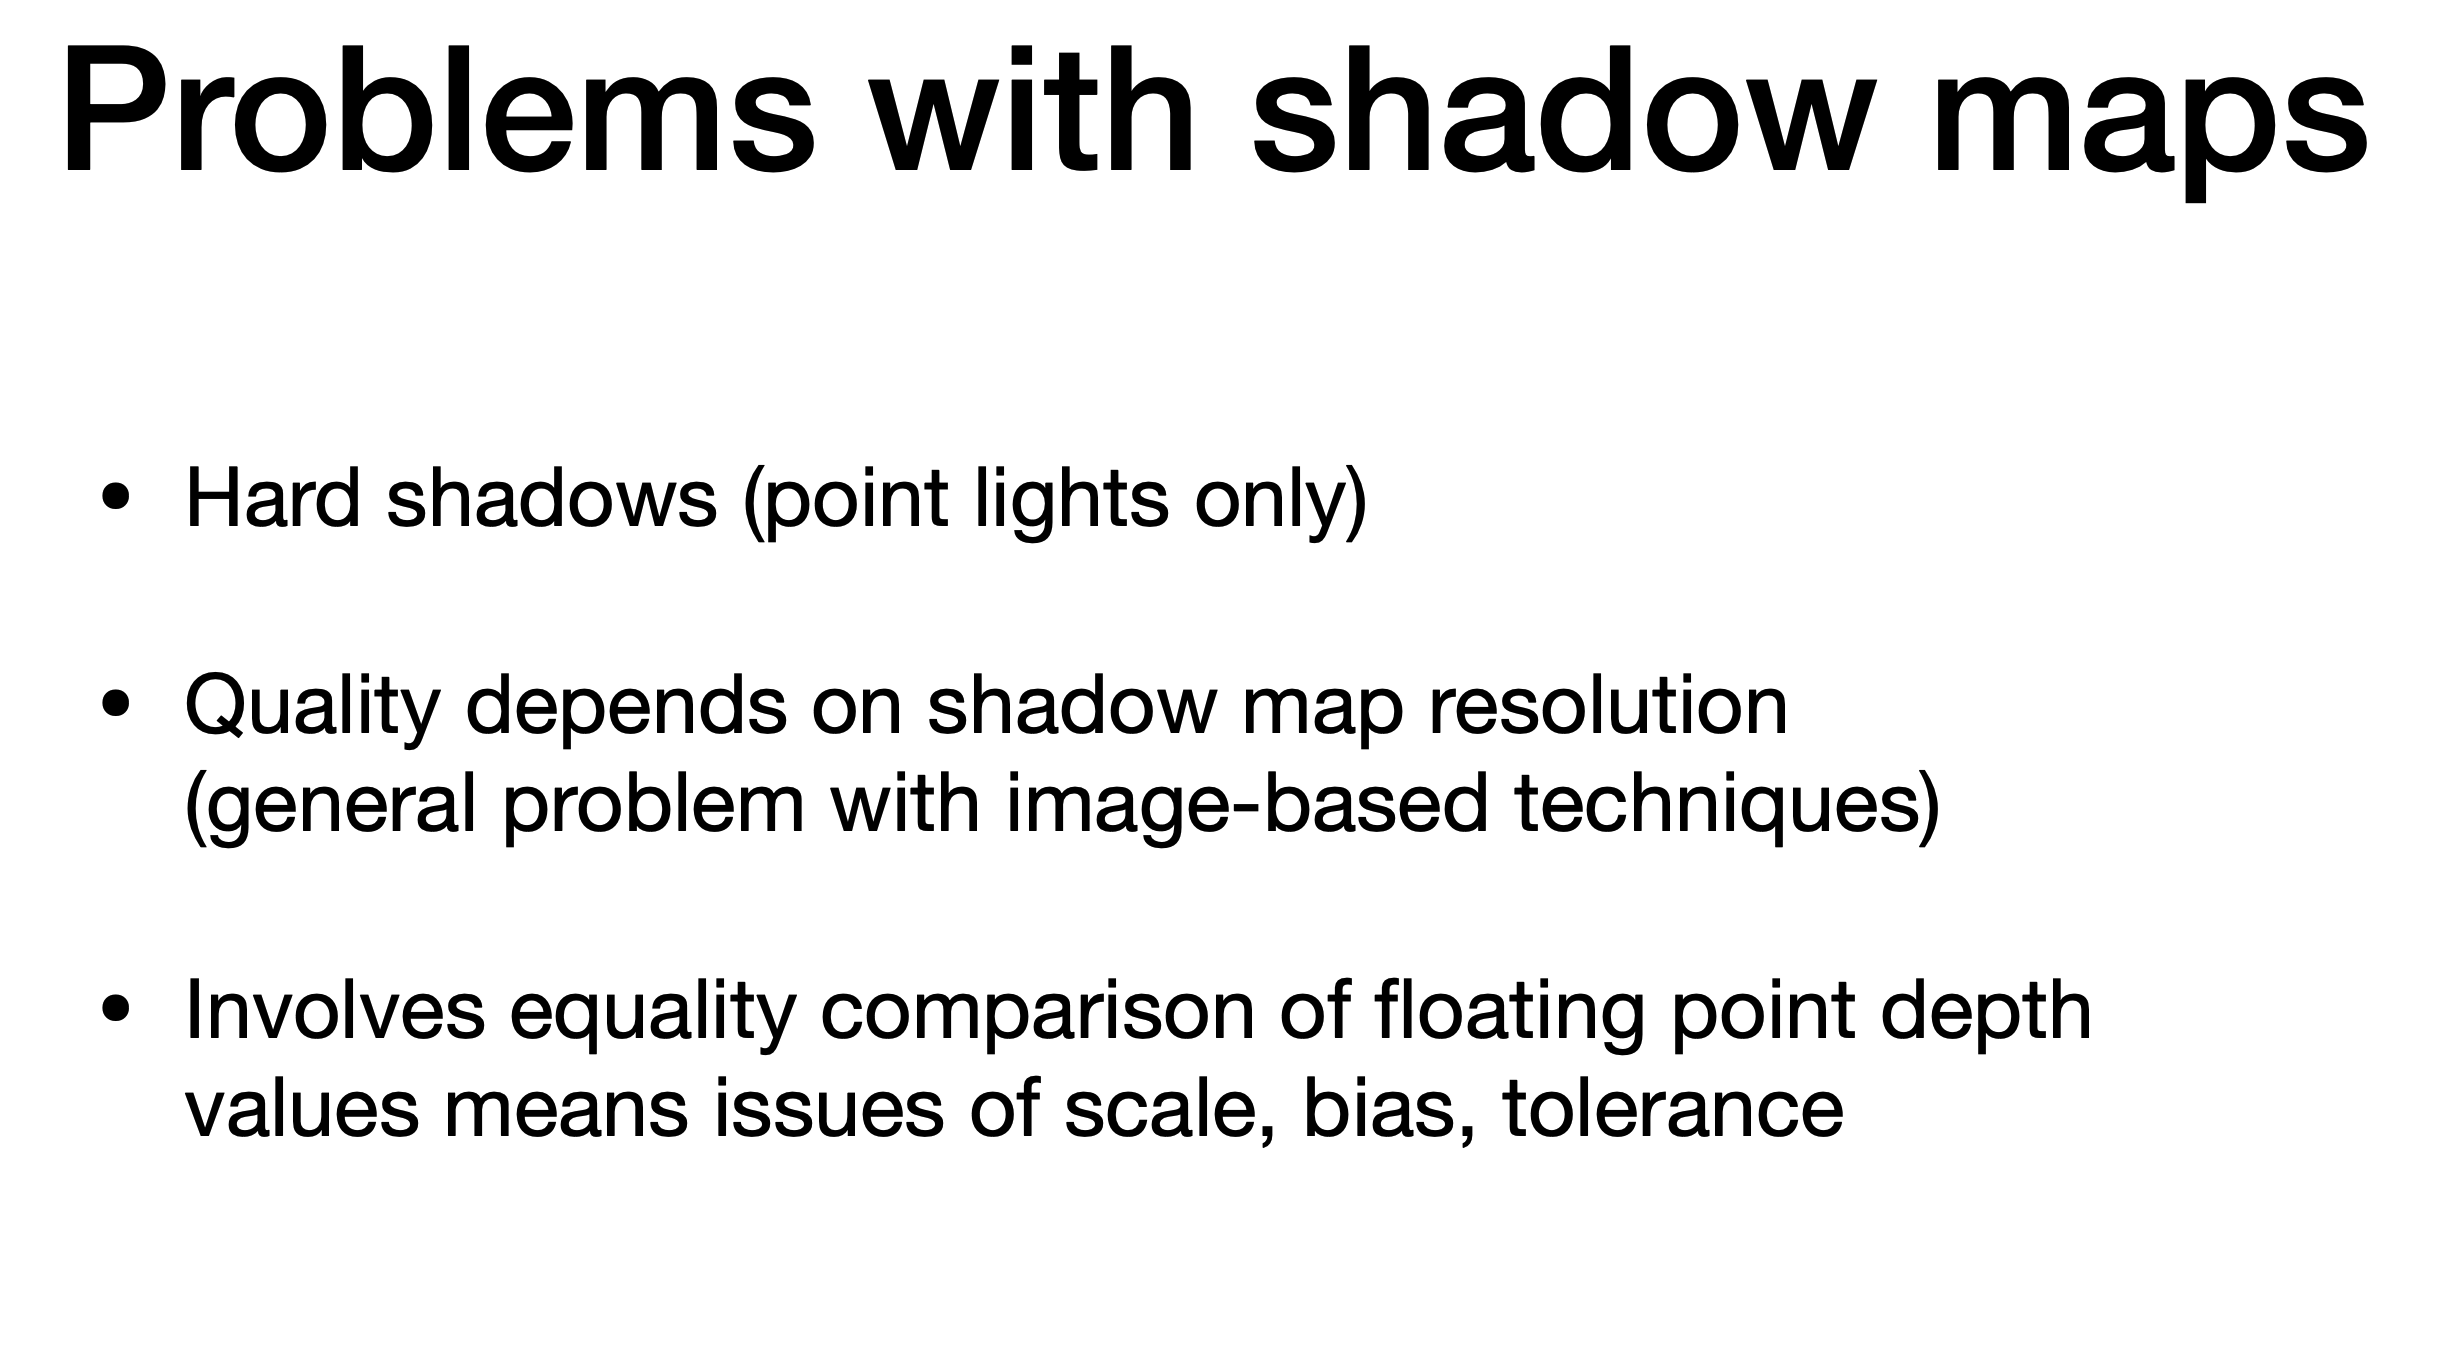 Problems with shadow maps
• Hard shadows (point lights only)
• Quality depends on shadow map resolution
(general problem with image-based techniques)
• Involves equality comparison of floating point depth
values means issues of scale, bias, tolerance